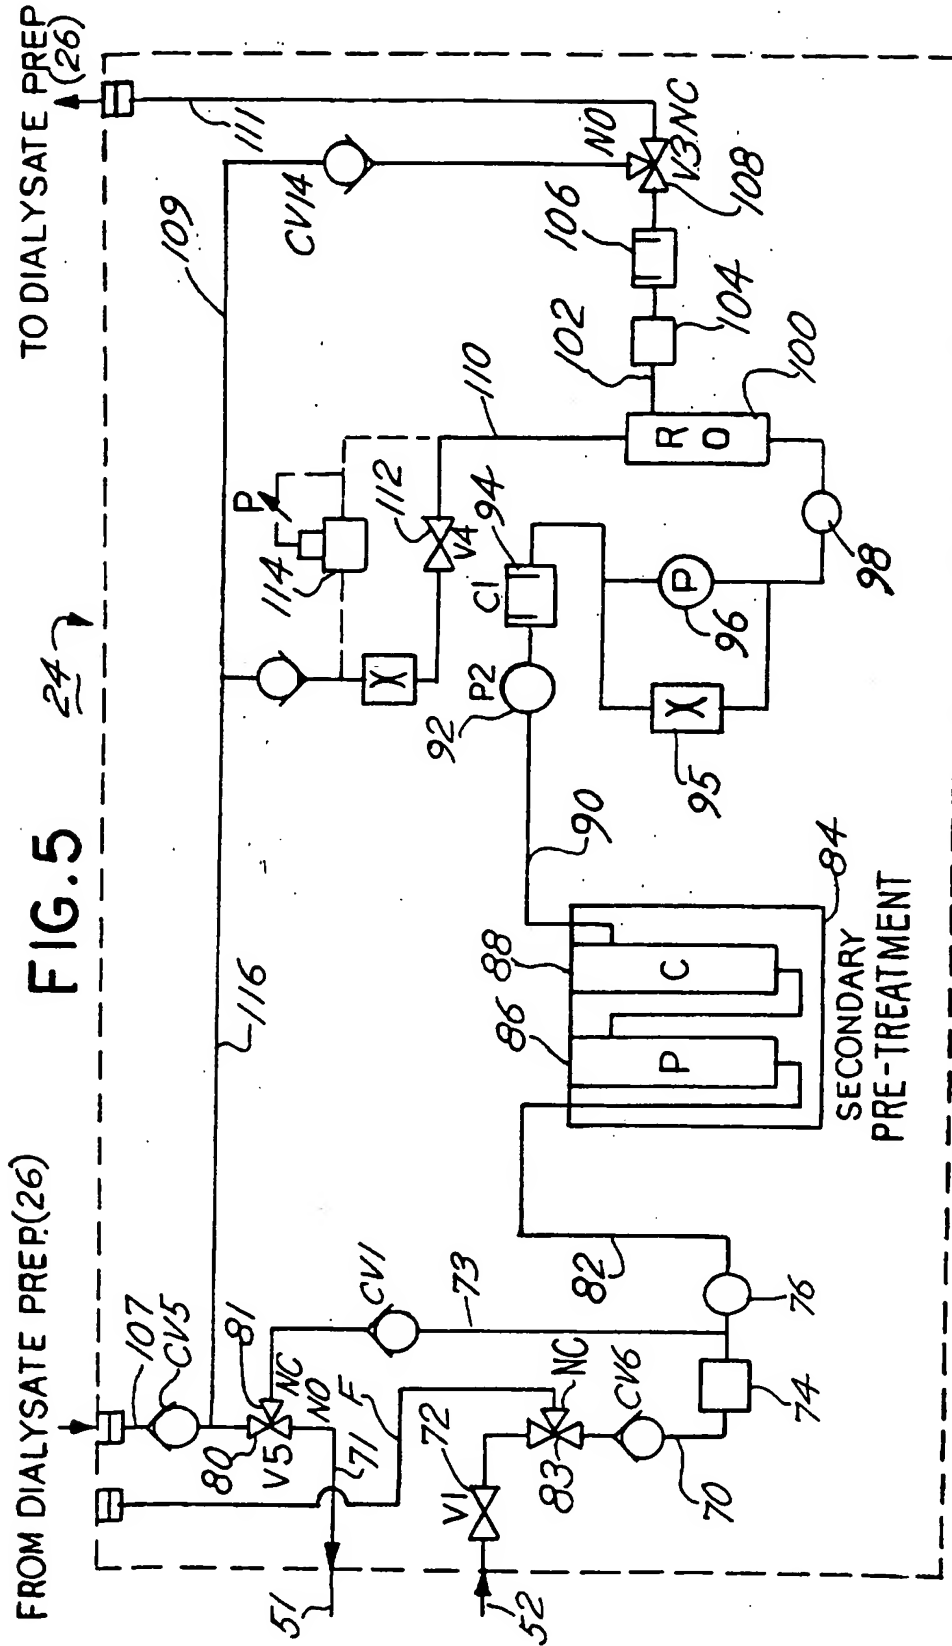 FIG.5
24
FROM DIALYSATE PREP.(26)
TO DIALYSATE PREP
(26)
107
CV5
116
109
111
CV14
80
81
V5
NC
NO
71
F
CV1
73
51
52
V1
72
83
NC
CV6
70
74
76
82
86
88
P
C
84
SECONDARY
PRE-TREATMENT
90
92
P2
C1
94
95
X
P
96
98
100
R
O
102
104
106
108
V3
NO
NC
110
112
V4
114
P
X